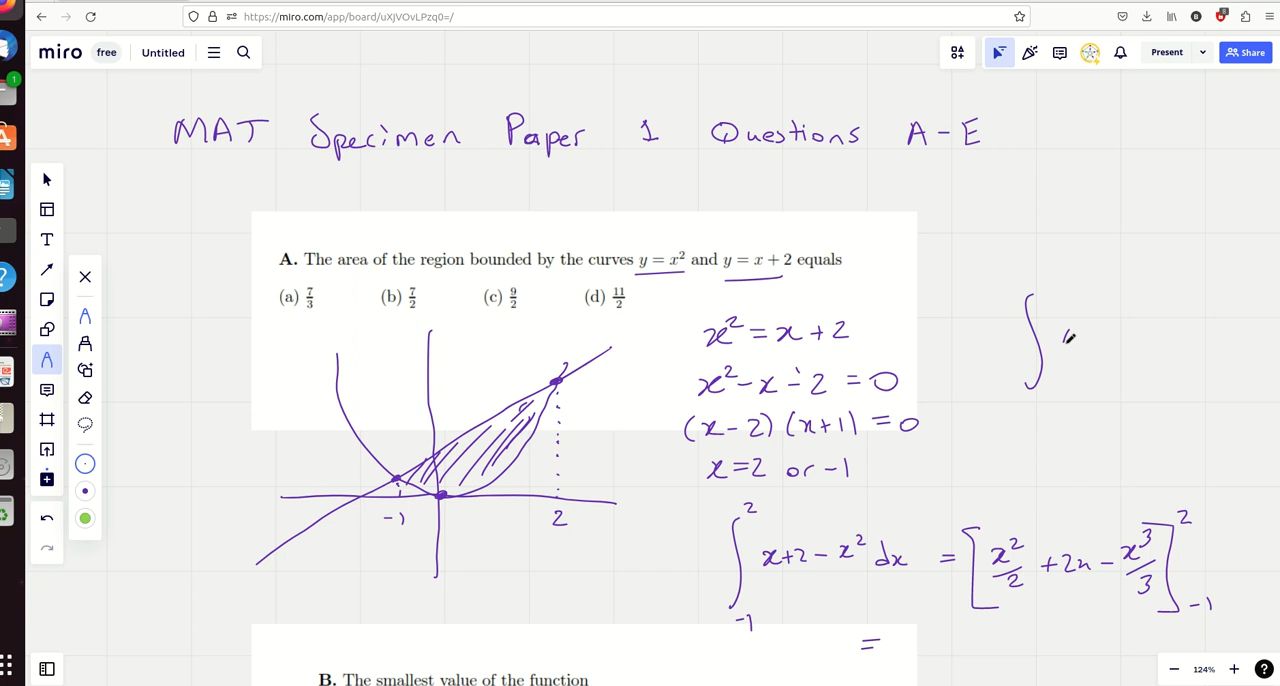 https://miro.com/app/board/uXJVOvLPzq0=/
8
miro free Untitled
Present
Share
1
MAT Specimen Paper 1 Questions A-E
A. The area of the region bounded by the curves y = x² and y = x + 2 equals
(a) 7/3 (b) 7/2 (c) 9/2 (d) 11/2
x² = x + 2
x² - x - 2 = 0
(x - 2) (x + 1) = 0
x = 2 or -1
-1 2
∫₋₁² x + 2 - x² dx = [x²/2 + 2x - x³/3]₋₁²
=
∫
B. The smallest value of the function
124%